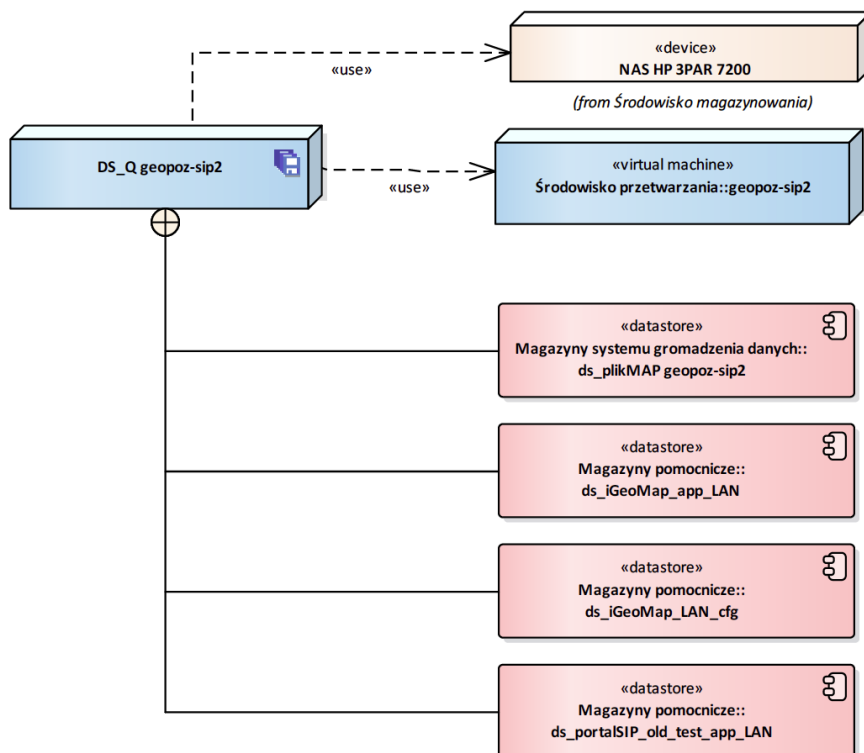 «device»
NAS HP 3PAR 7200
«use»
(from Środowisko magazynowania)
DS_Q geopoz-sip2
«virtual machine»
Środowisko przetwarzania::geopoz-sip2
«use»
«datastore»
Magazyny systemu gromadzenia danych::
ds_plikMAP geopoz-sip2
«datastore»
Magazyny pomocnicze::
ds_iGeoMap_app_LAN
«datastore»
Magazyny pomocnicze::
ds_iGeoMap_LAN_cfg
«datastore»
Magazyny pomocnicze::
ds_portalSIP_old_test_app_LAN